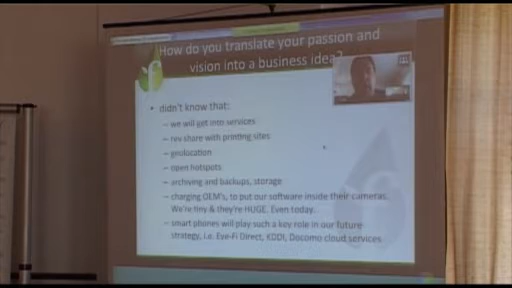 How do you translate your passion and
vision into a business idea?
• didn't know that:
– we will get into services
– rev share with printing sites
– geolocation
– open hotspots
– archiving and backups, storage
– charging OEM's, to put our software inside their cameras.
We're tiny & they're HUGE. Even today.
– smart phones will play such a key role in our future
strategy, i.e. Eye-Fi Direct, KDDI, Docomo cloud services